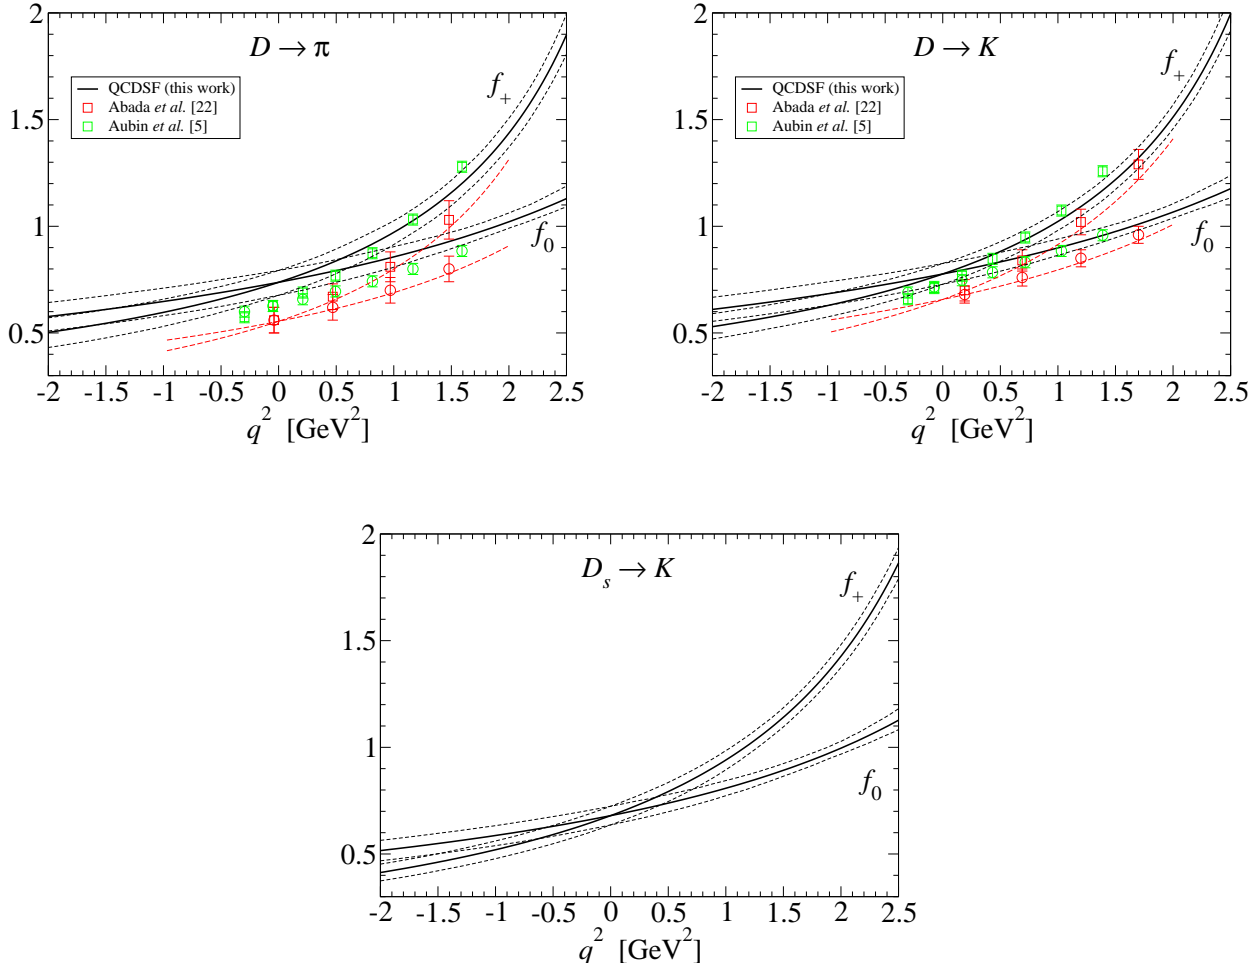 D → π
QCDSF (this work)
Abada et al. [22]
Aubin et al. [5]
f₊
f₀
2
1.5
1
0.5
-2 -1.5 -1 -0.5 0 0.5 1 1.5 2 2.5
q² [GeV²]
D → K
QCDSF (this work)
Abada et al. [22]
Aubin et al. [5]
f₊
f₀
2
1.5
1
0.5
-2 -1.5 -1 -0.5 0 0.5 1 1.5 2 2.5
q² [GeV²]
Dₛ → K
f₊
f₀
2
1.5
1
0.5
-2 -1.5 -1 -0.5 0 0.5 1 1.5 2 2.5
q² [GeV²]